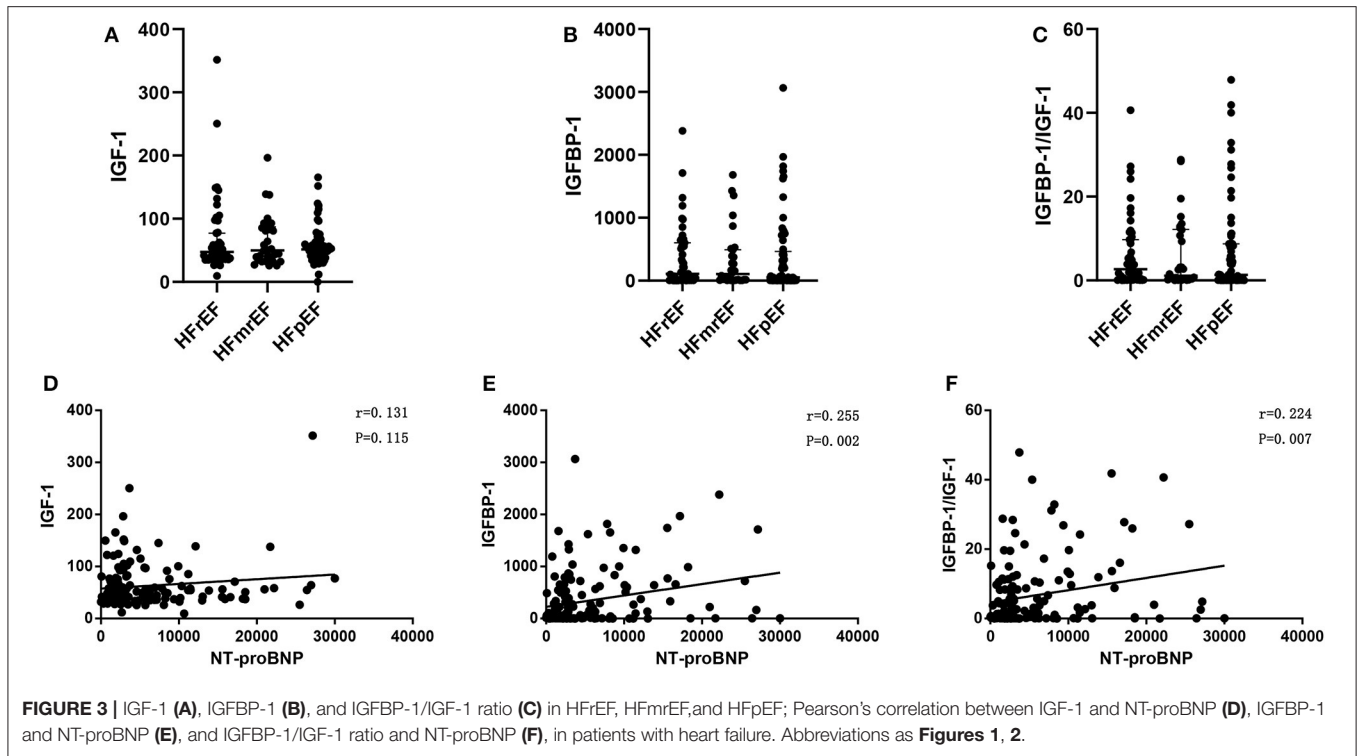 A
B
C
400
300
200
100
0
IGF-1
HFrEF
HFmrEF
HFpEF
4000
3000
2000
1000
0
IGFBP-1
HFrEF
HFmrEF
HFpEF
60
40
20
0
IGFBP-1/IGF-1
HFrEF
HFmrEF
HFpEF
D
400
300
200
100
0
IGF-1
r=0.131
P=0.115
0
10000
20000
30000
40000
NT-proBNP
E
4000
3000
2000
1000
0
IGFBP-1
r=0.255
P=0.002
0
10000
20000
30000
40000
NT-proBNP
F
60
40
20
0
IGFBP-1/IGF-1
r=0.224
P=0.007
0
10000
20000
30000
40000
NT-proBNP
FIGURE 3 | IGF-1 (A), IGFBP-1 (B), and IGFBP-1/IGF-1 ratio (C) in HFrEF, HFmrEF,and HFpEF; Pearson's correlation between IGF-1 and NT-proBNP (D), IGFBP-1
and NT-proBNP (E), and IGFBP-1/IGF-1 ratio and NT-proBNP (F), in patients with heart failure. Abbreviations as Figures 1, 2.